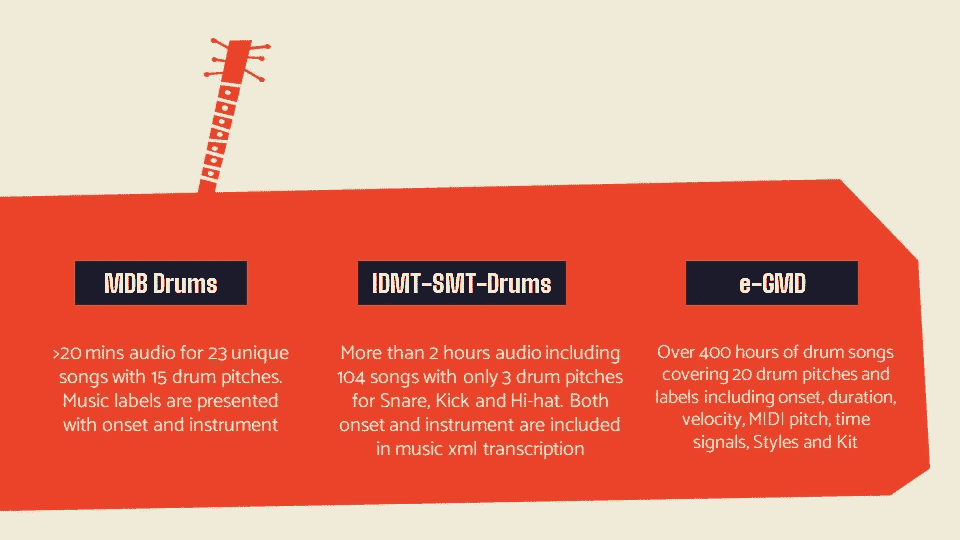 MDB Drums
>20 mins audio for 23 unique
songs with 15 drum pitches.
Music labels are presented
with onset and instrument
IDMT-SMT-Drums
More than 2 hours audio including
104 songs with only 3 drum pitches
for Snare, Kick and Hi-hat. Both
onset and instrument are included
in music xml transcription
e-GMD
Over 400 hours of drum songs
covering 20 drum pitches and
labels including onset, duration,
velocity, MIDI pitch, time
signals, Styles and Kit